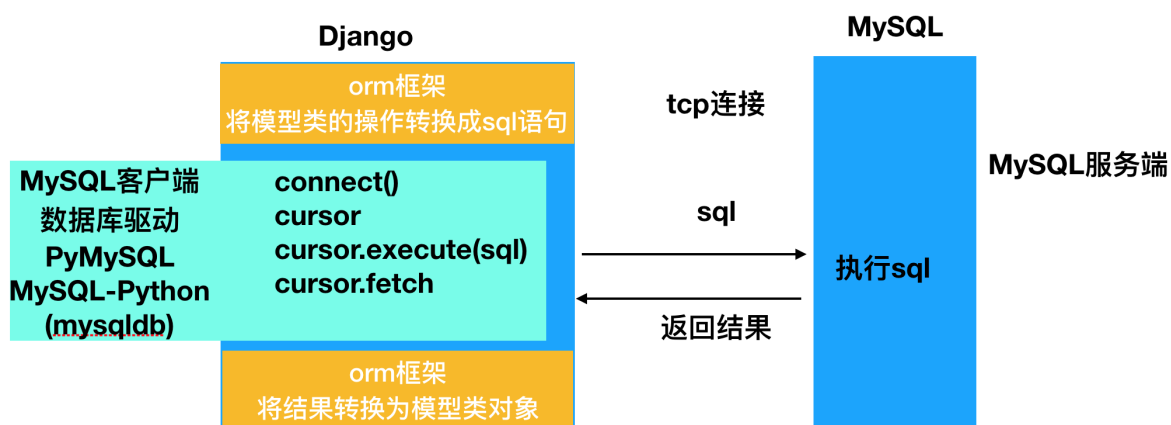 Django
MySQL
orm框架
将模型类的操作转换成sql语句
tcp连接
MySQL服务端
MySQL客户端
数据库驱动
PyMySQL
MySQL-Python
(mysqldb)
connect()
cursor
cursor.execute(sql)
cursor.fetch
sql
执行sql
返回结果
orm框架
将结果转换为模型类对象